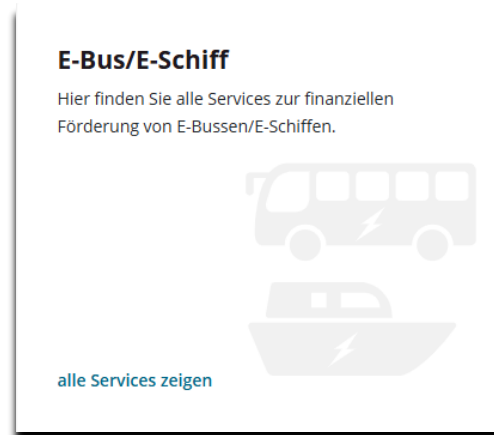 E-Bus/E-Schiff
Hier finden Sie alle Services zur finanziellen
Förderung von E-Bussen/E-Schiffen.
alle Services zeigen